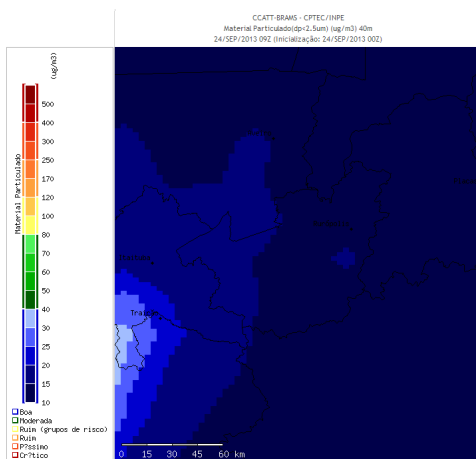 CCATT-BRAMS - CPTEC/INPE
Material Particulado(dp<2.5um) (ug/m3) 40m
24/SEP/2013 09Z (Inicialização: 24/SEP/2013 00Z)
(ug/m3)
Material Particulado
500
400
300
250
170
120
100
80
70
60
50
40
30
25
20
15
10
Boa
Moderada
Ruim (grupos de risco)
Ruim
P?ssimo
Cr?tico
0 15 30 45 60 km